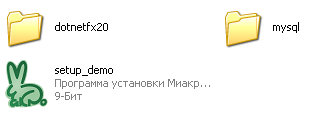 dotnetfx20
mysql
setup_demo
Программа установки Миакр...
9-Бит